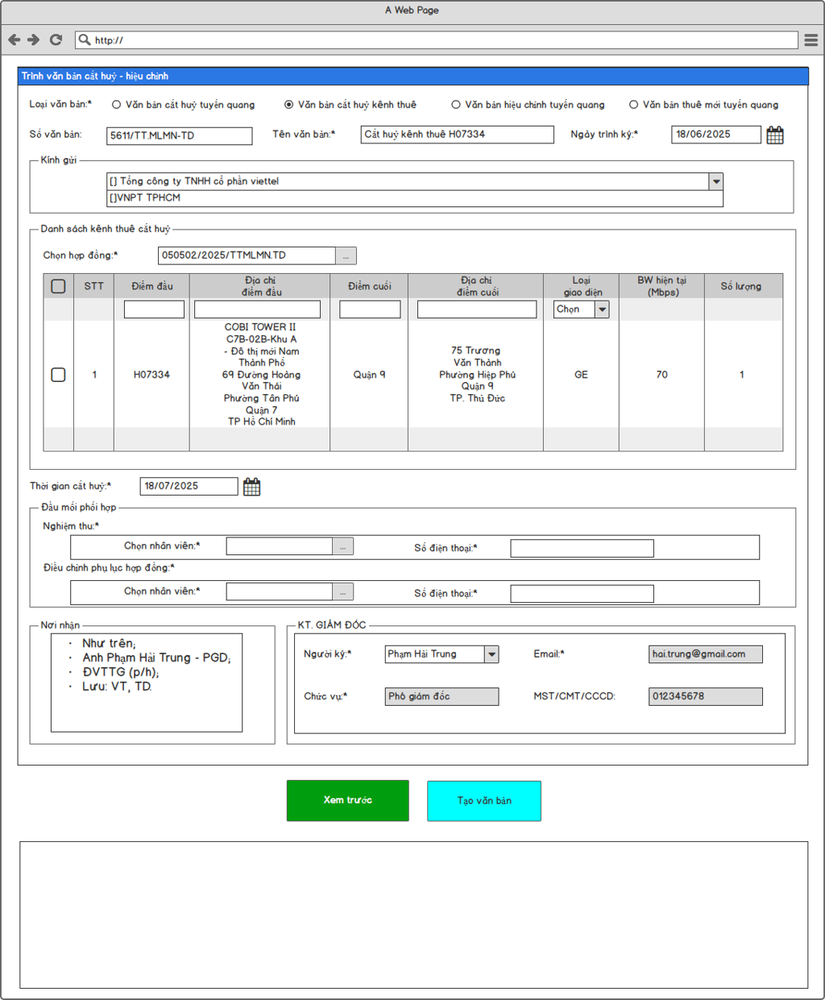 A Web Page
http://
Trình văn bản cắt huỷ - hiệu chỉnh
Loại văn bản:*
Văn bản cắt huỷ tuyến quang
Văn bản cắt huỷ kênh thuê
Văn bản hiệu chỉnh tuyến quang
Văn bản thuê mới tuyến quang
Số văn bản:
5611/TT.MLMN-TD
Tên văn bản:*
Cắt huỷ kênh thuê H07334
Ngày trình ký:*
18/06/2025
Kính gửi
[] Tổng công ty TNHH cổ phần viettel
[]VNPT TPHCM
Danh sách kênh thuê cắt huỷ
Chọn hợp đồng:*
050502/2025/TTMLMN.TD
...
STT
Điểm đầu
Địa chỉ
điểm đầu
Điểm cuối
Địa chỉ
điểm cuối
Loại
giao diện
BW hiện tại
(Mbps)
Số lượng
Chọn
1
H07334
COBI TOWER II
C7B-02B-Khu A
- Đô thị mới Nam
Thành Phố
69 Đường Hoàng
Văn Thái
Phường Tân Phú
Quận 7
TP Hồ Chí Minh
Quận 9
75 Trương
Văn Thành
Phường Hiệp Phú
Quận 9
TP. Thủ Đức
GE
70
1
Thời gian cắt huỷ:*
18/07/2025
Đầu mối phối hợp
Nghiệm thu:*
Chọn nhân viên:*
...
Số điện thoại:*
Điều chỉnh phụ lục hợp đồng:*
Chọn nhân viên:*
...
Số điện thoại:*
Nơi nhận
· Như trên;
· Anh Phạm Hải Trung - PGD;
· ĐVTTG (p/h);
· Lưu: VT, TD.
KT. GIÁM ĐỐC
Người ký:*
Phạm Hải Trung
Email:*
hai.trung@gmail.com
Chức vụ:*
Phó giám đốc
MST/CMT/CCCD:
012345678
Xem trước
Tạo văn bản